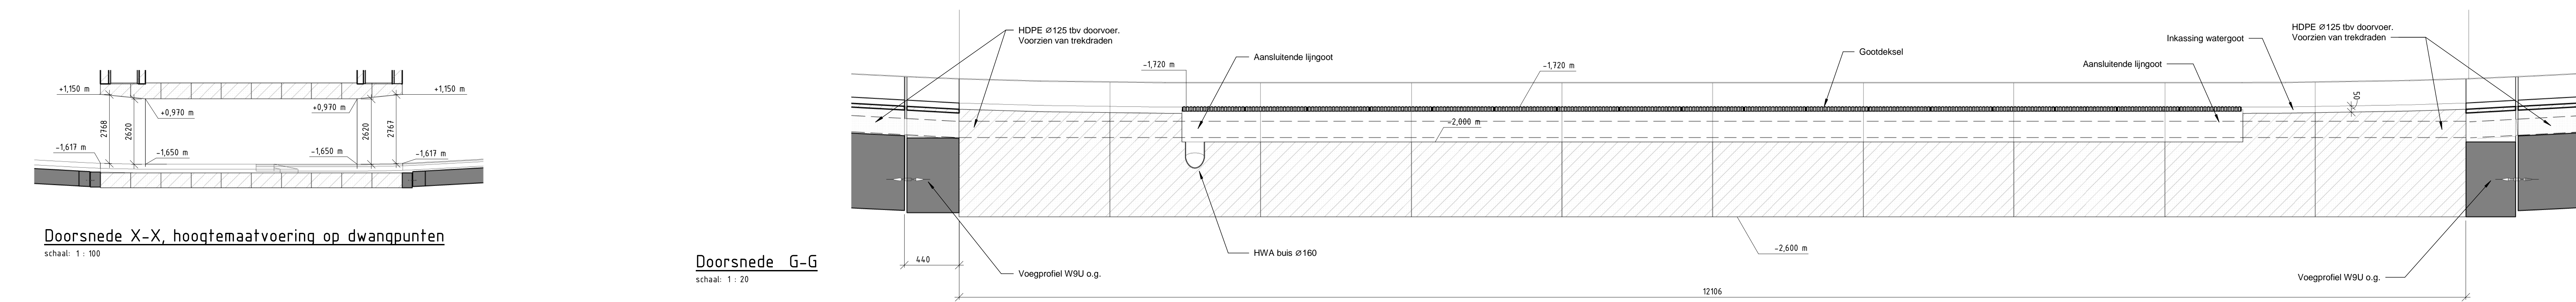 +1,150 m
+1,150 m
+0,970 m
+0,970 m
2768
2620
2620
2767
-1,617 m
-1,650 m
-1,650 m
-1,617 m
Doorsnede X-X, hoogtemaatvoering op dwangpunten
schaal: 1 : 100
Doorsnede G-G
schaal: 1 : 20
HDPE Ø125 tbv doorvoer.
Voorzien van trekdraden
-1,720 m
Aansluitende lijngoot
-1,720 m
Gootdeksel
Inkassing watergoot
Aansluitende lijngoot
HDPE Ø125 tbv doorvoer.
Voorzien van trekdraden
50
-2,000 m
-2,600 m
HWA buis Ø160
440
Voegprofiel W9U o.g.
Voegprofiel W9U o.g.
12106